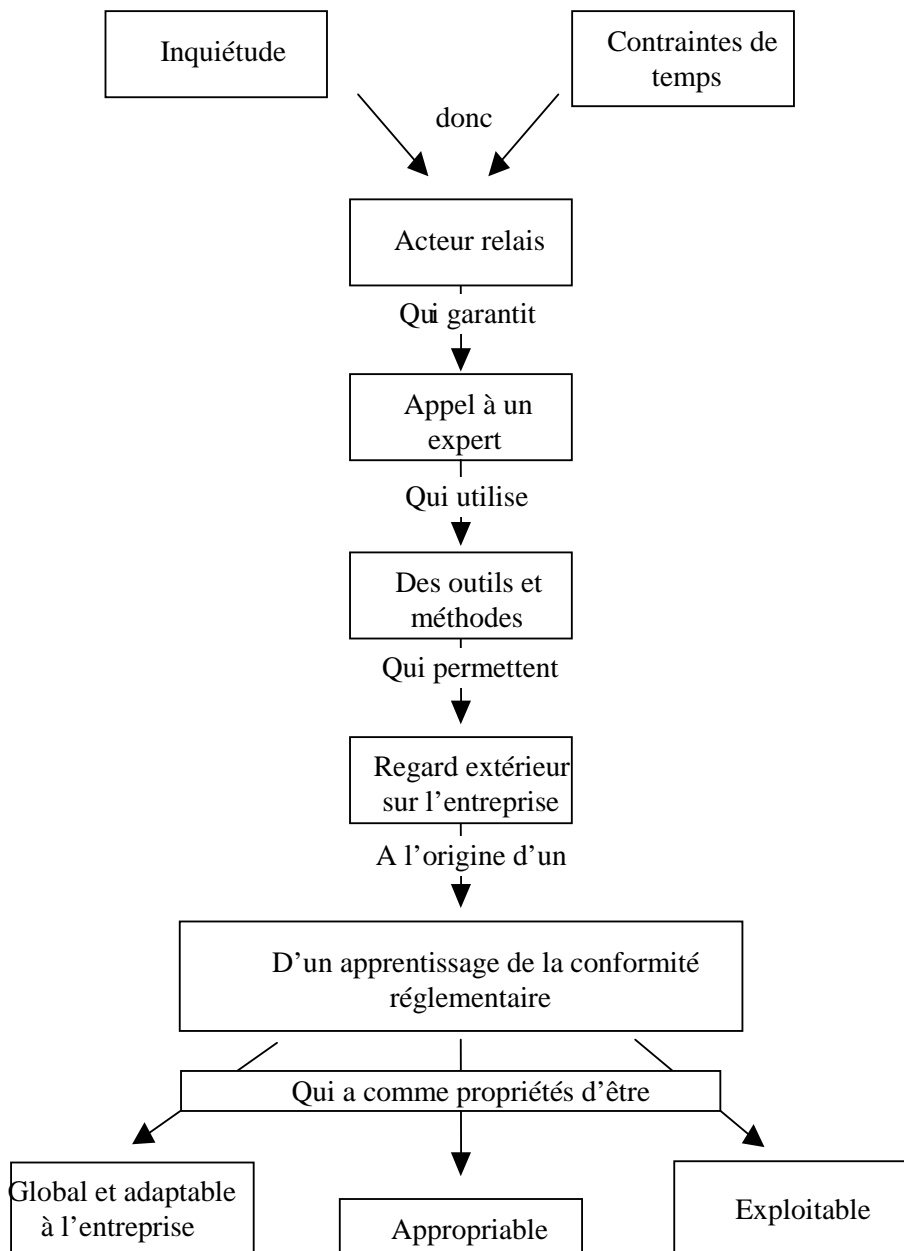 Inquiétude
Contraintes de
temps
donc
Acteur relais
Qui garantit
Appel à un
expert
Qui utilise
Des outils et
méthodes
Qui permettent
Regard extérieur
sur l’entreprise
A l’origine d’un
D’un apprentissage de la conformité
réglementaire
Qui a comme propriétés d’être
Global et adaptable
à l’entreprise
Appropriable
Exploitable